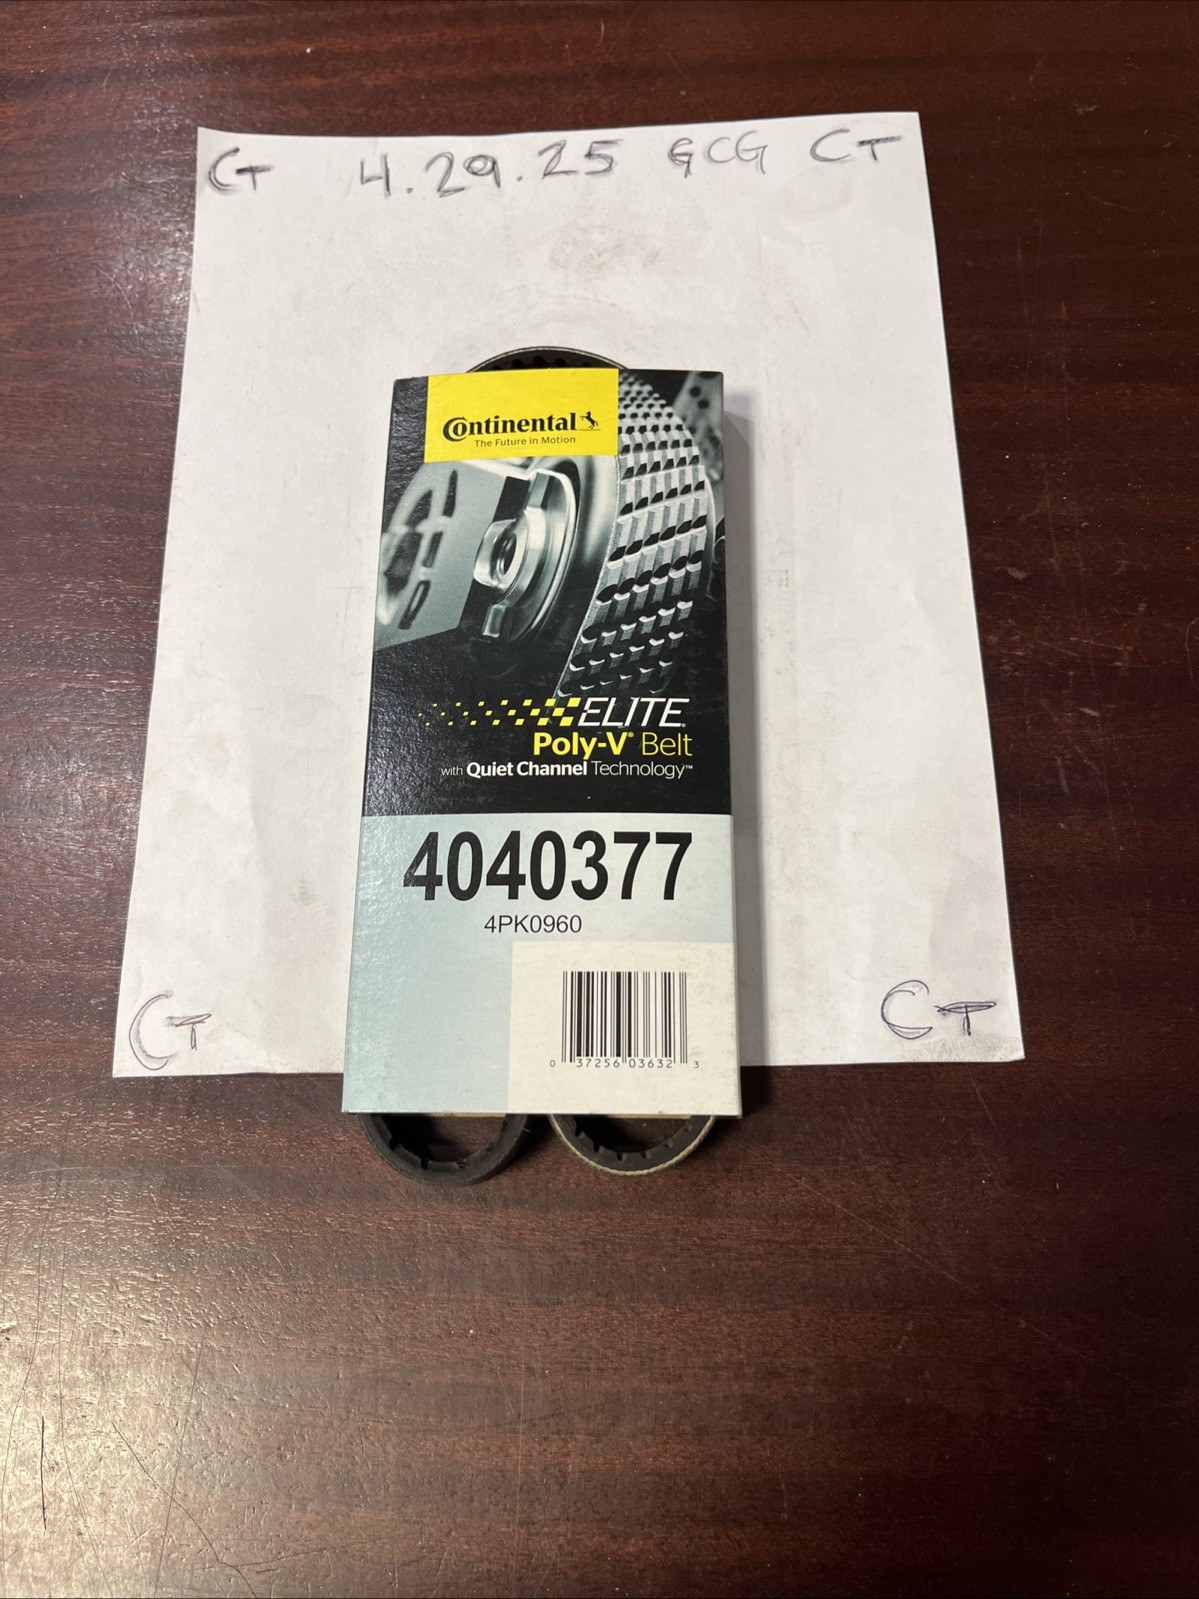 CT 4.29.25 GCG CT
Continental
The Future in Motion
ELITE®
Poly-V® Belt
with Quiet Channel Technology™
4040377
4PK0960
0 37256 03632 3
CT CT